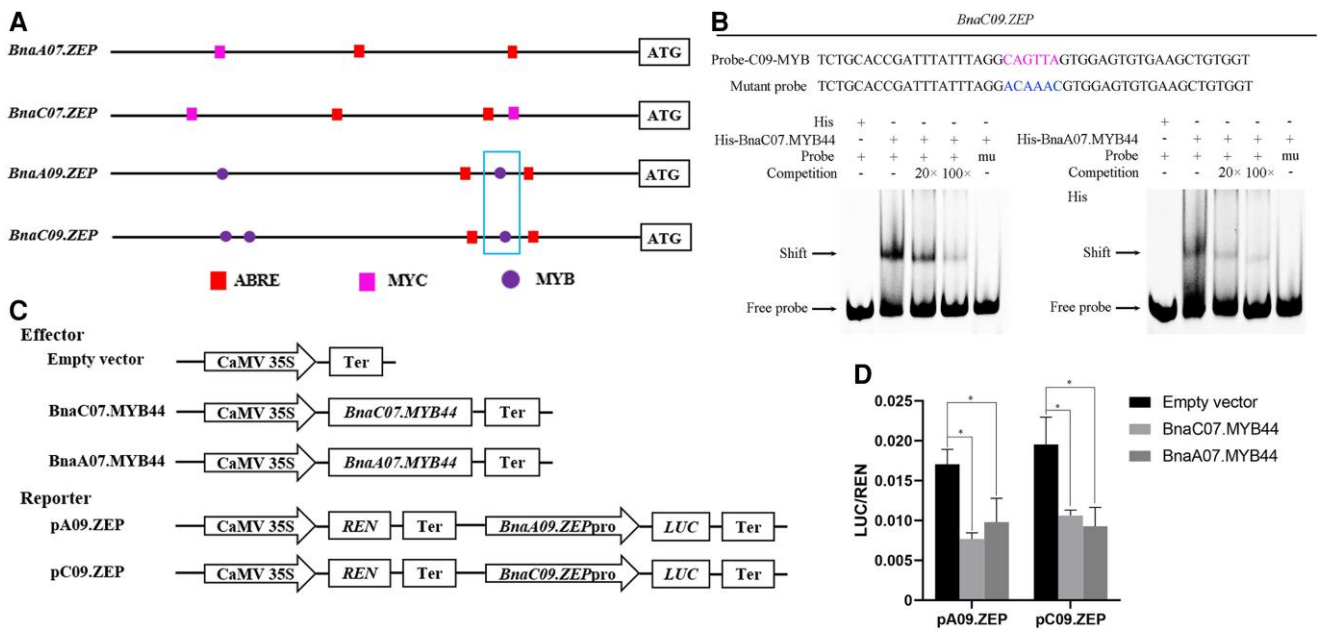 A
BnaA07.ZEP ATG
BnaC07.ZEP ATG
BnaA09.ZEP ATG
BnaC09.ZEP ATG
ABRE MYC MYB
B
BnaC09.ZEP
Probe-C09-MYB TCTGCACCGATTTATTTAGGCAGTTAGTGGAGTGTGAAGCTGTGGT
Mutant probe TCTGCACCGATTTATTTAGGACAAACGTGGAGTGTGAAGCTGTGGT
His + - - - -
His-BnaC07.MYB44 - + + + +
Probe + + + + mu
Competition - - 20× 100× -
Shift
Free probe
His + - - - -
His-BnaA07.MYB44 - + + + +
Probe + + + + mu
Competition - - 20× 100× -
His
Shift
Free probe
C
Effector
Empty vector CaMV 35S Ter
BnaC07.MYB44 CaMV 35S BnaC07.MYB44 Ter
BnaA07.MYB44 CaMV 35S BnaA07.MYB44 Ter
Reporter
pA09.ZEP CaMV 35S REN Ter BnaA09.ZEPpro LUC Ter
pC09.ZEP CaMV 35S REN Ter BnaC09.ZEPpro LUC Ter
D
LUC/REN
0.025
0.020
0.015
0.010
0.005
0
* * * *
pA09.ZEP pC09.ZEP
Empty vector
BnaC07.MYB44
BnaA07.MYB44